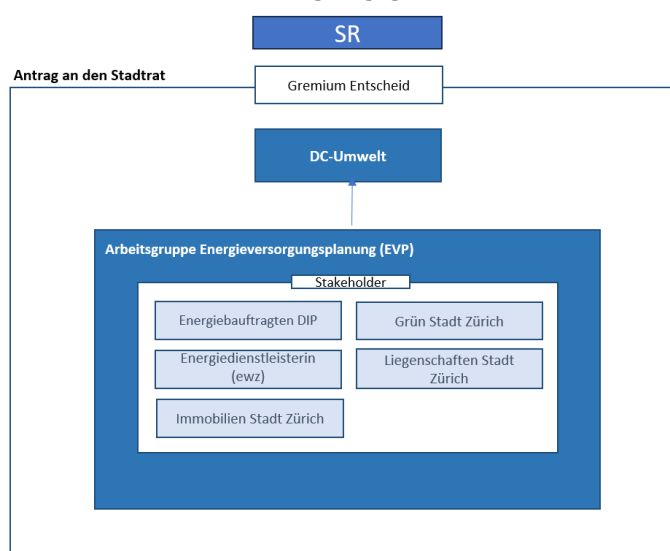 SR
Antrag an den Stadtrat
Gremium Entscheid
DC-Umwelt
Arbeitsgruppe Energieversorgungsplanung (EVP)
Stakeholder
Energiebauftragten DIP
Grün Stadt Zürich
Energiedienstleisterin
(ewz)
Liegenschaften Stadt
Zürich
Immobilien Stadt Zürich